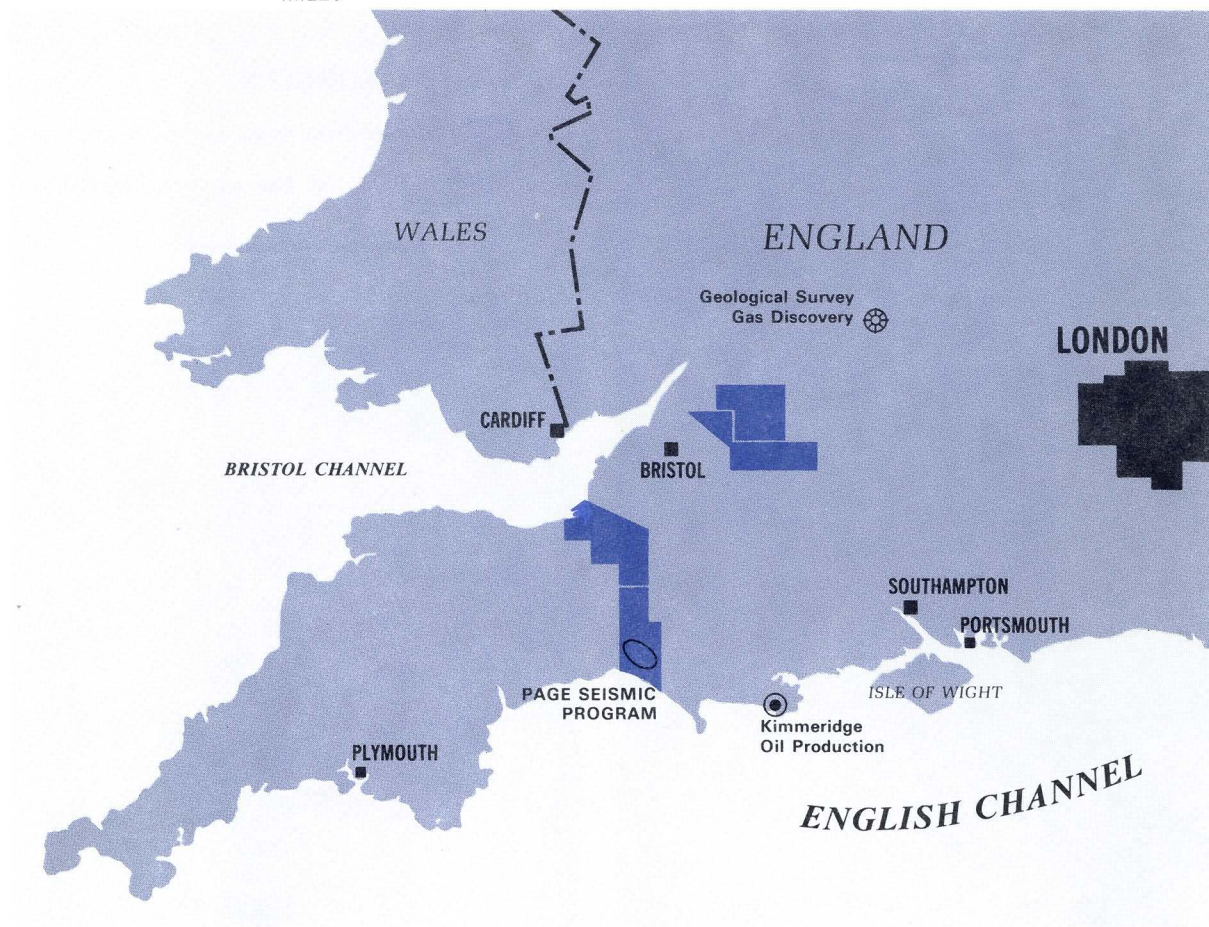 WALES
ENGLAND
Geological Survey
Gas Discovery
LONDON
CARDIFF
BRISTOL CHANNEL
BRISTOL
SOUTHAMPTON
PORTSMOUTH
PAGE SEISMIC
PROGRAM
ISLE OF WIGHT
Kimmeridge
Oil Production
PLYMOUTH
ENGLISH CHANNEL